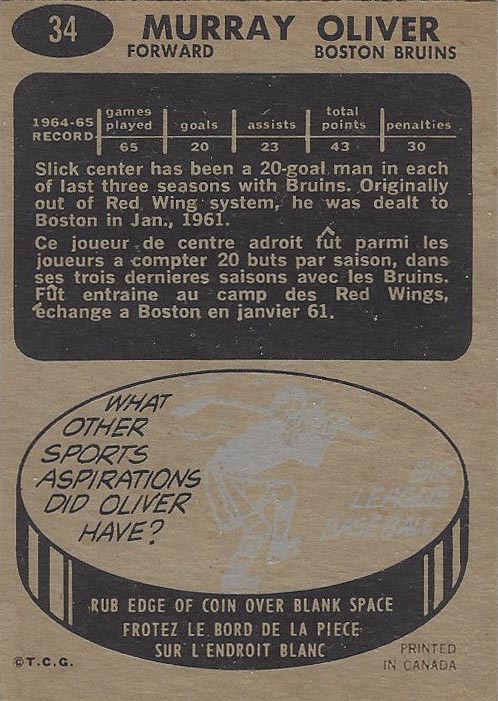 34
MURRAY OLIVER
FORWARD BOSTON BRUINS
1964-65 RECORD- games played goals assists total points penalties
65 20 23 43 30
Slick center has been a 20-goal man in each
of last three seasons with Bruins. Originally
out of Red Wing system, he was dealt to
Boston in Jan., 1961.
Ce joueur de centre adroit fût parmi les
joueurs a compter 20 buts par saison, dans
ses trois dernieres saisons avec les Bruins.
Fût entraine au camp des Red Wings,
échange a Boston en janvier 61.
WHAT
OTHER
SPORTS
ASPIRATIONS
DID OLIVER
HAVE?
BIG
LEAGUE
BASEBALL
RUB EDGE OF COIN OVER BLANK SPACE
FROTEZ LE BORD DE LA PIECE
SUR L'ENDROIT BLANC
©T.C.G.
PRINTED
IN CANADA